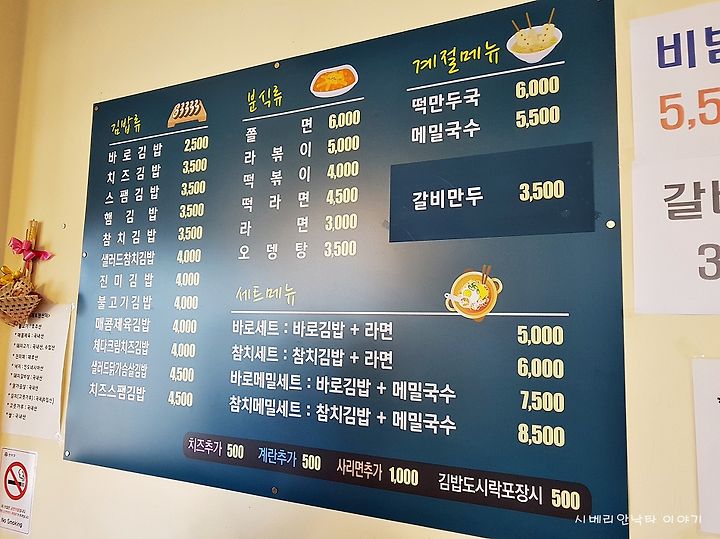 김밥류
바로김밥 2,500
치즈김밥 3,500
스팸김밥 3,500
햄김밥 3,500
참치김밥 3,500
샐러드참치김밥 4,000
진미김밥 4,000
불고기김밥 4,000
매콤제육김밥 4,000
체다크림치즈김밥 4,000
샐러드닭가슴살김밥 4,500
치즈스팸김밥 4,500
분식류
쫄면 6,000
라볶이 5,000
떡볶이 4,000
떡라면 4,500
라면 3,000
오뎅탕 3,500
계절메뉴
떡만두국 6,000
메밀국수 5,500
갈비만두 3,500
세트메뉴
바로세트 : 바로김밥 + 라면 5,000
참치세트 : 참치김밥 + 라면 6,000
바로메밀세트 : 바로김밥 + 메밀국수 7,500
참치메밀세트 : 참치김밥 + 메밀국수 8,500
치즈추가 500 계란추가 500 사리면추가 1,000 김밥도시락포장시 500
5,5
3
No Smoking
시베리안낙타 이야기